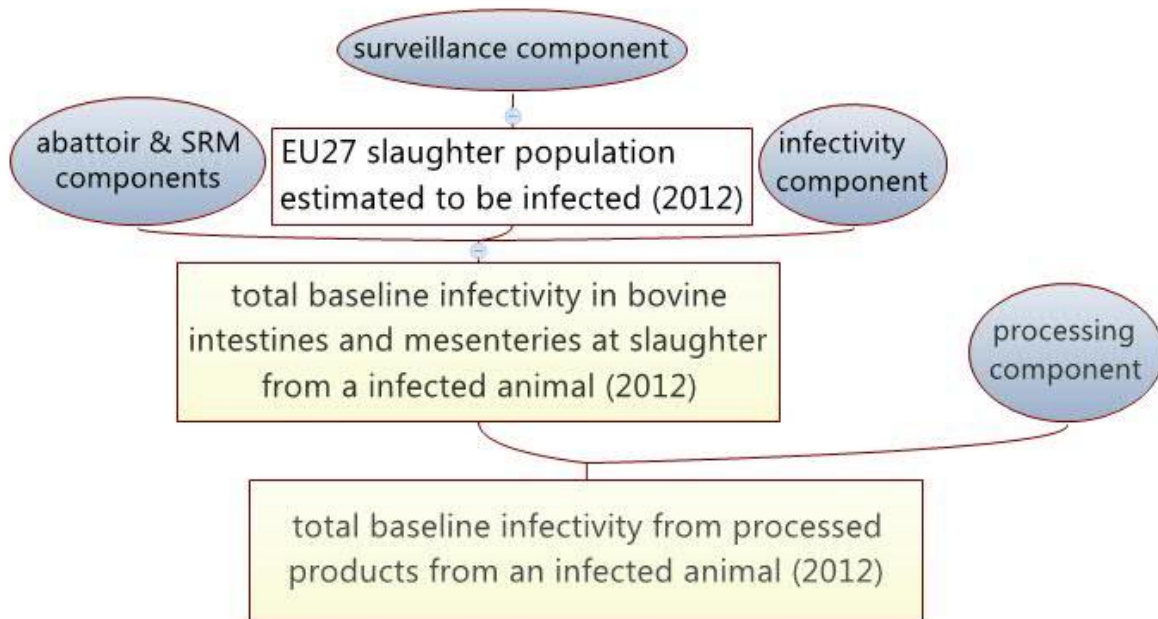 surveillance component
abattoir & SRM
components
EU27 slaughter population
estimated to be infected (2012)
infectivity
component
total baseline infectivity in bovine
intestines and mesenteries at slaughter
from a infected animal (2012)
processing
component
total baseline infectivity from processed
products from an infected animal (2012)